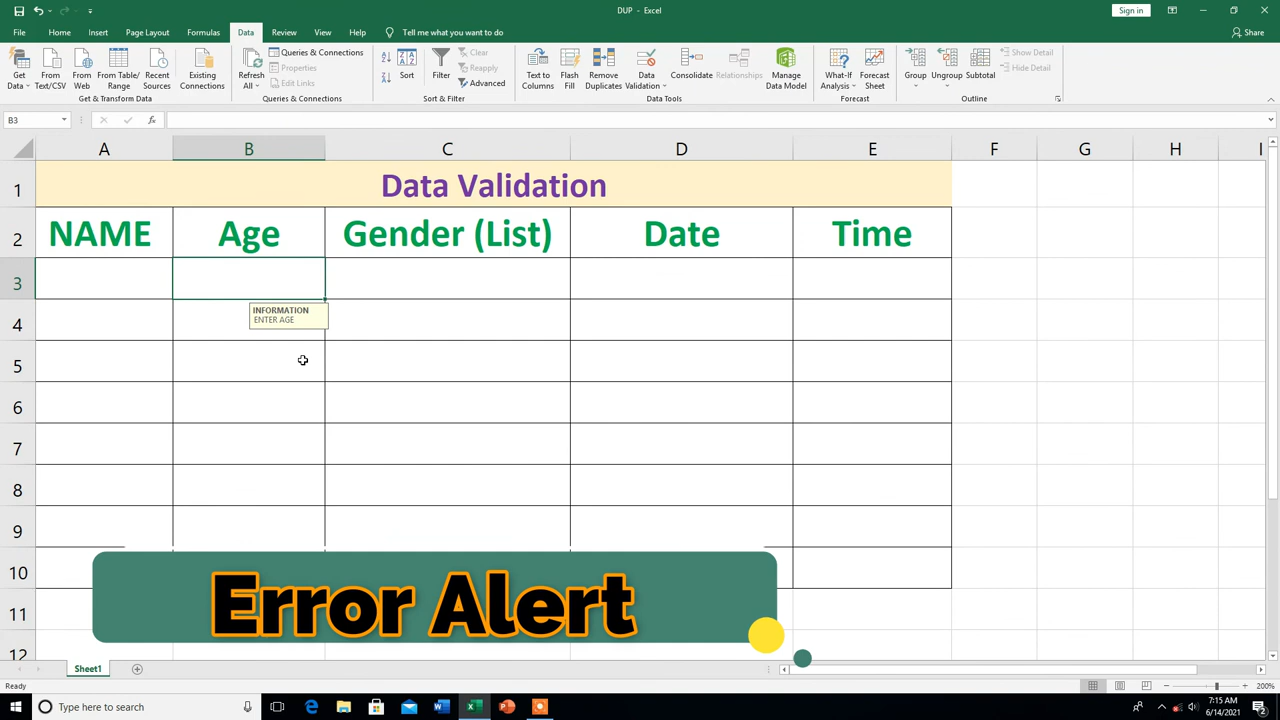 DUP - Excel
Sign in
File Home Insert Page Layout Formulas Data Review View Help Tell me what you want to do Share
Get Data From Text/CSV From Web From Table/ Range Recent Sources Existing Connections
Get & Transform Data
Refresh All Queries & Connections Properties Edit Links
Queries & Connections
Sort Filter Clear Reapply Advanced
Sort & Filter
Text to Columns Flash Fill Remove Duplicates Data Validation Consolidate Relationships Manage Data Model
Data Tools
What-If Analysis Forecast Sheet
Forecast
Group Ungroup Subtotal Show Detail Hide Detail
Outline
B3 fx
A B C D E F G H I
1 Data Validation
2 NAME Age Gender (List) Date Time
3
INFORMATION
ENTER AGE
4
5
6
7
8
9
10
Error Alert
11
12
Sheet1
Ready 200%
Type here to search
7:15 AM
6/14/2021
2